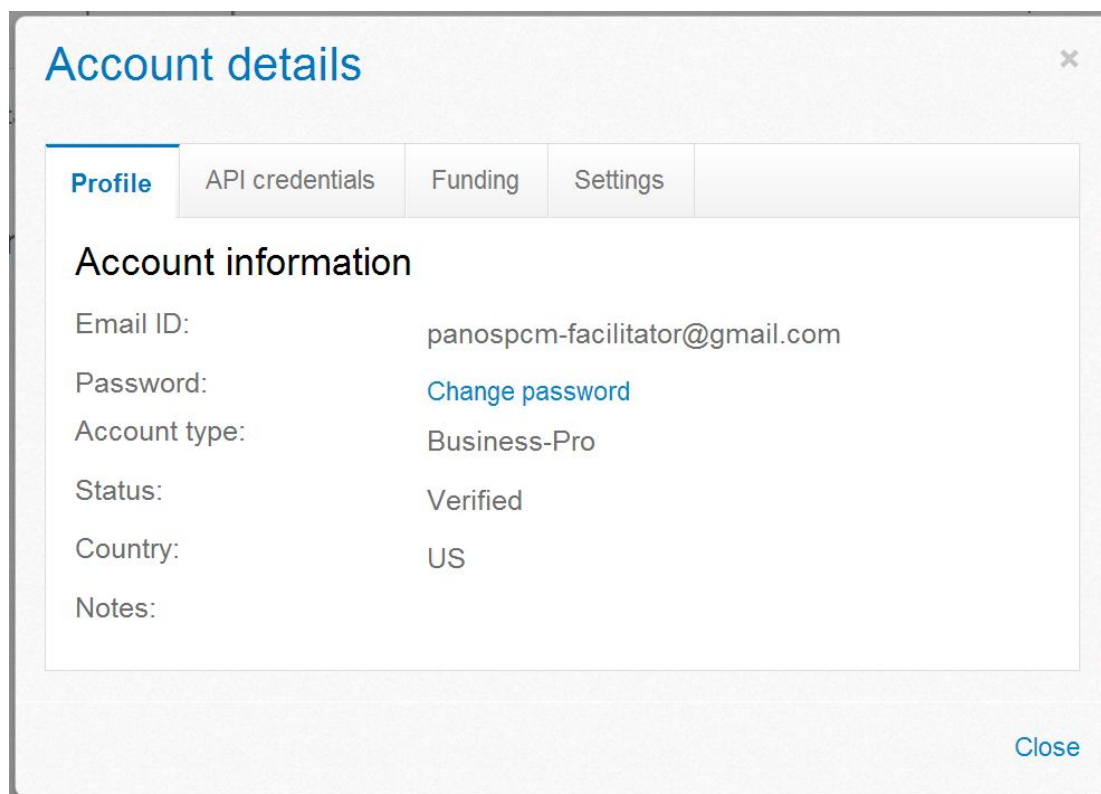 Account details
×
Profile API credentials Funding Settings
Account information
Email ID: panospcm-facilitator@gmail.com
Password: Change password
Account type: Business-Pro
Status: Verified
Country: US
Notes:
Close